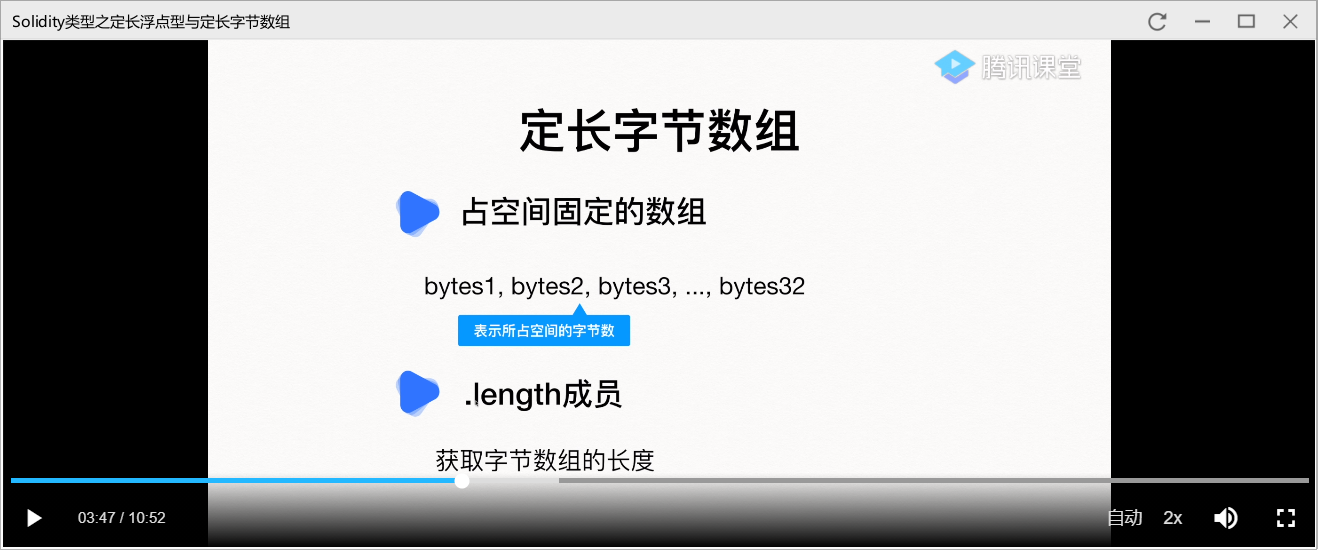 Solidity类型之定长浮点型与定长字节数组
腾讯课堂
定长字节数组
占空间固定的数组
bytes1, bytes2, bytes3, ..., bytes32
表示所占空间的字节数
.length成员
获取字节数组的长度
03:47 / 10:52
自动 2x